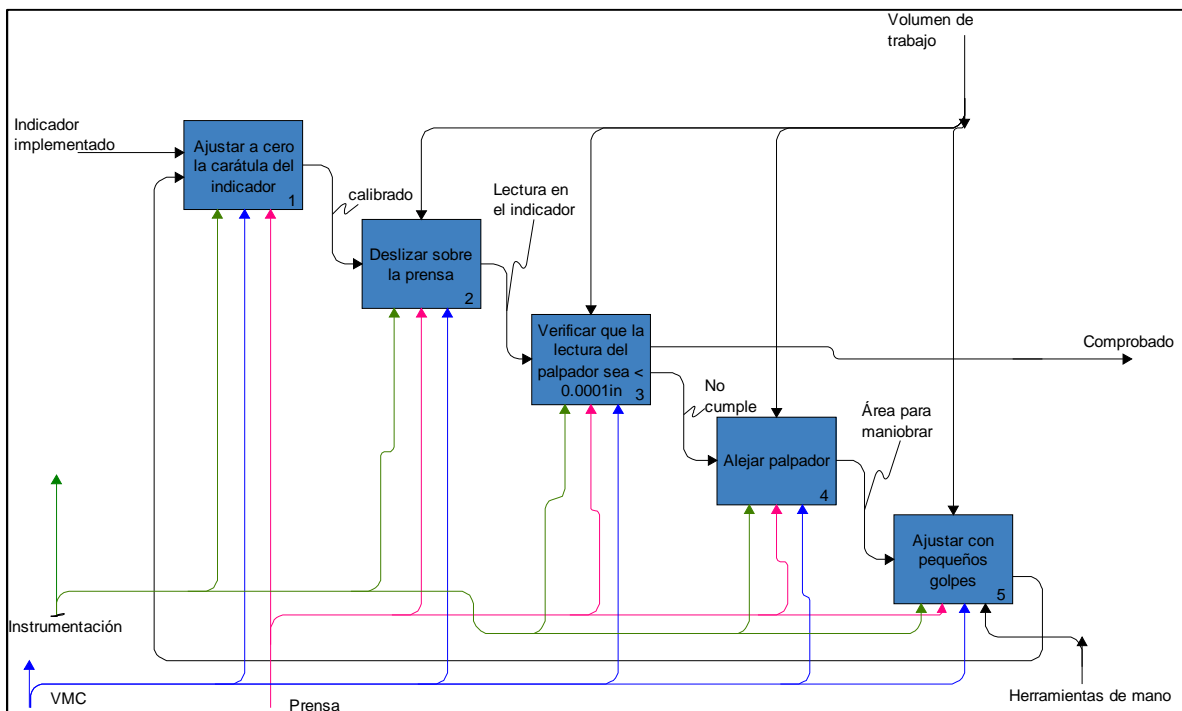 Volumen de
trabajo
Indicador
implementado
Ajustar a cero
la carátula del
indicador
1
calibrado
Lectura en
el indicador
Deslizar sobre
la prensa
2
Verificar que la
lectura del
palpador sea <
0.0001in
3
Comprobado
No
cumple
Área para
maniobrar
Alejar palpador
4
Ajustar con
pequeños
golpes
5
Instrumentación
VMC
Prensa
Herramientas de mano